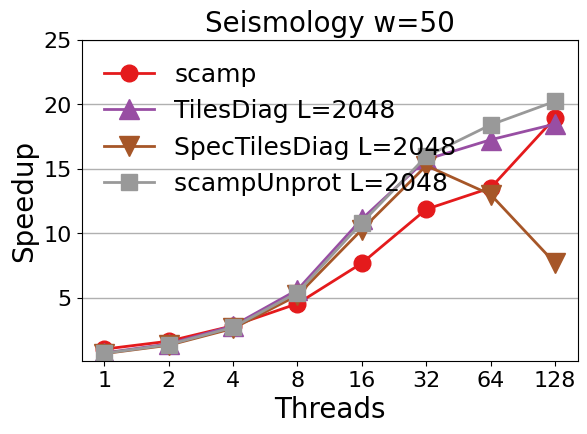 Seismology w=50
25
20
15
10
5
Speedup
scamp
TilesDiag L=2048
SpecTilesDiag L=2048
scampUnprot L=2048
1 2 4 8 16 32 64 128
Threads